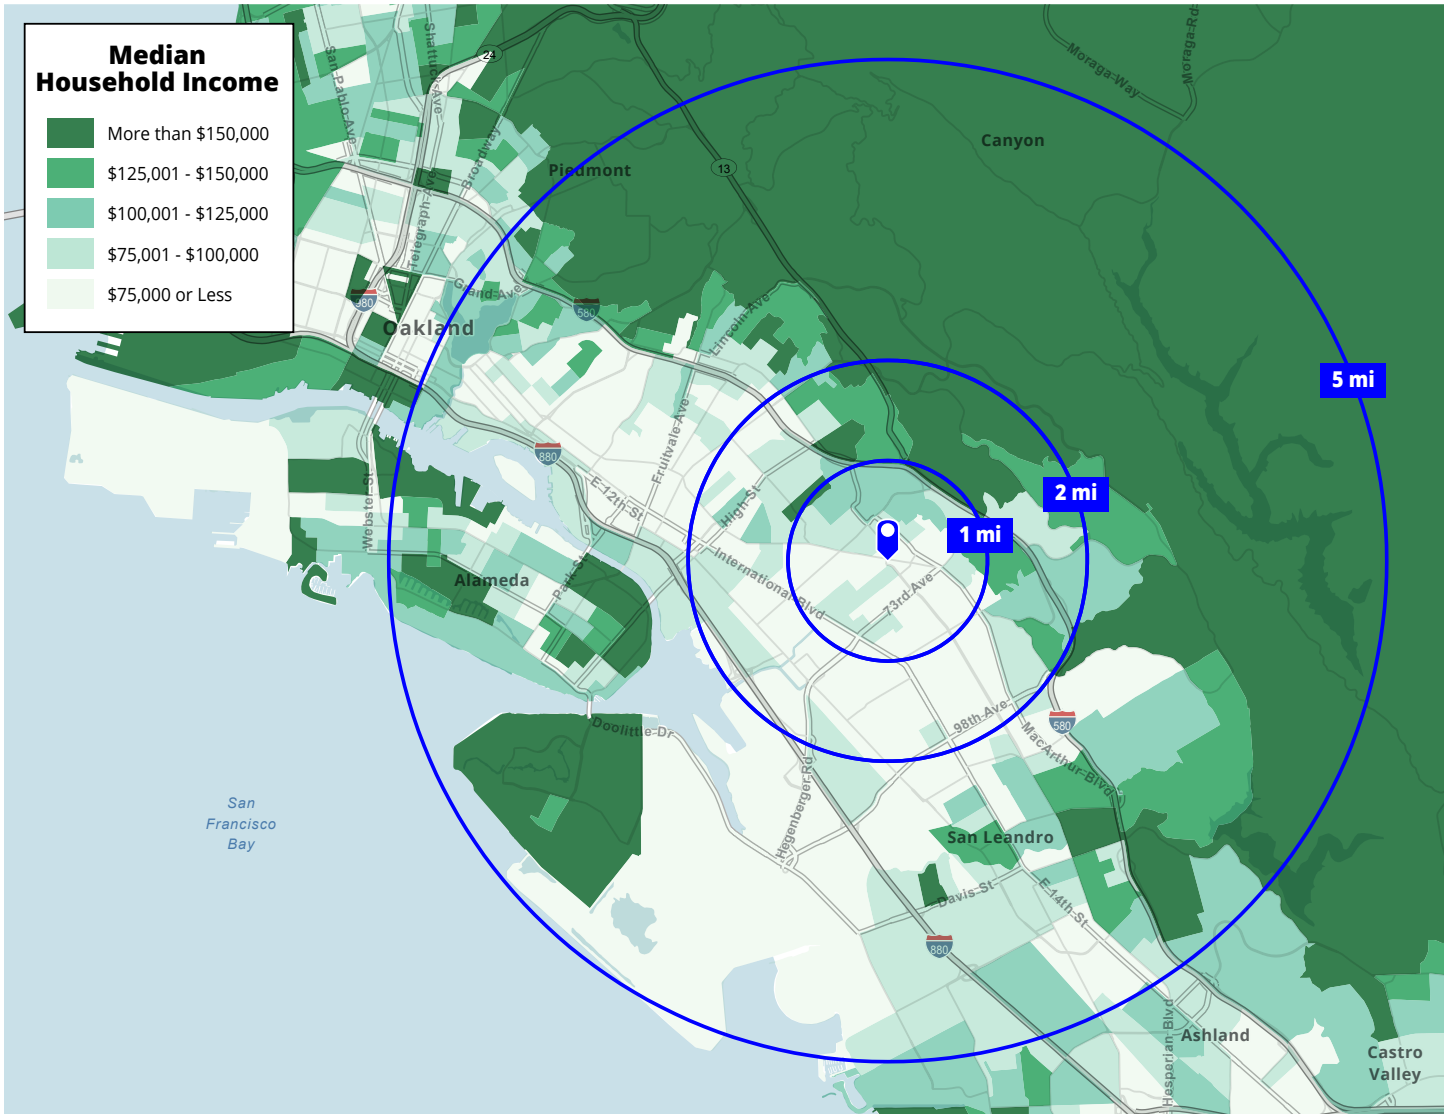 Median
Household Income
More than $150,000
$125,001 - $150,000
$100,001 - $125,000
$75,001 - $100,000
$75,000 or Less
San Pablo Ave
Shattuck Ave
24
Broadway
Telegraph Ave
Piedmont
13
Canyon
Moraga Way
Moraga Rd
980
Grand Ave
Oakland
580
Lincoln Ave
5 mi
880
Fruitvale Ave
E 12th St
High St
2 mi
1 mi
Webster St
Alameda
Park St
International Blvd
73rd Ave
98th Ave
580
MacArthur Blvd
Doolittle Dr
Hegenberger Rd
San
Francisco
Bay
San Leandro
Davis St
E 14th St
880
Hesperian Blvd
Ashland
Castro
Valley